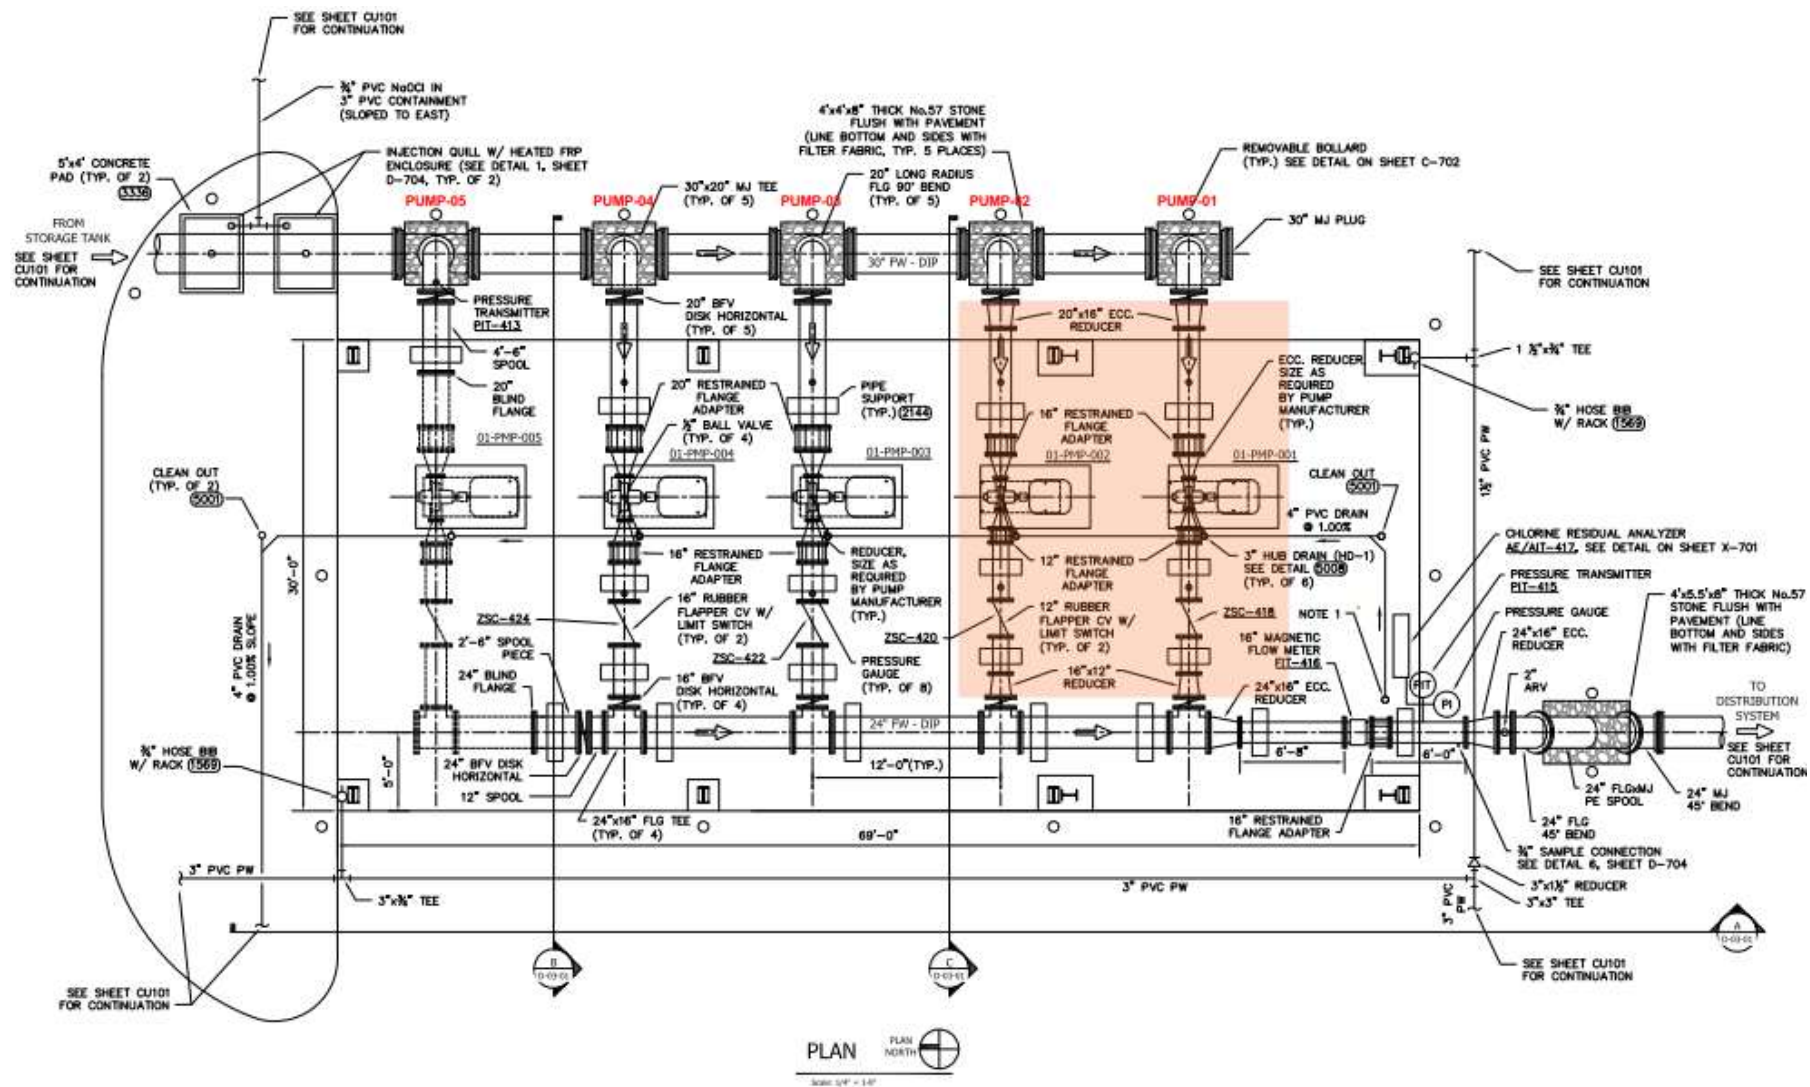 SEE SHEET CU101
FOR CONTINUATION
¾" PVC NaOCl IN
3" PVC CONTAINMENT
(SLOPED TO EAST)
5'x4' CONCRETE
PAD (TYP. OF 2)
3336
INJECTION QUILL W/ HEATED FRP
ENCLOSURE (SEE DETAIL 1, SHEET
D-704, TYP. OF 2)
4'x4'x8" THICK No.57 STONE
FLUSH WITH PAVEMENT
(LINE BOTTOM AND SIDES WITH
FILTER FABRIC, TYP. 5 PLACES)
REMOVABLE BOLLARD
(TYP.) SEE DETAIL ON SHEET C-702
30"x20" MJ TEE
(TYP. OF 5)
20" LONG RADIUS
FLG 90° BEND
(TYP. OF 5)
PUMP-05
PUMP-04
PUMP-03
PUMP-02
PUMP-01
30" MJ PLUG
FROM
STORAGE TANK
SEE SHEET
CU101 FOR
CONTINUATION
30" FW - DIP
SEE SHEET CU101
FOR CONTINUATION
PRESSURE
TRANSMITTER
PIT-413
20" BFV
DISK HORIZONTAL
(TYP. OF 5)
20"x16" ECC.
REDUCER
4'-6"
SPOOL
20"
BLIND
FLANGE
20" RESTRAINED
FLANGE
ADAPTER
½" BALL VALVE
(TYP. OF 4)
PIPE
SUPPORT
(TYP.) 2144
16" RESTRAINED
FLANGE
ADAPTER
ECC. REDUCER
SIZE AS
REQUIRED
BY PUMP
MANUFACTURER
(TYP.)
1 ½"x¾" TEE
¾" HOSE BIB
W/ RACK 1569
01-PMP-005
01-PMP-004
01-PMP-003
01-PMP-002
01-PMP-001
CLEAN OUT
(TYP. OF 2)
5001
CLEAN OUT
5001
1½" PVC PW
4" PVC DRAIN
@ 1.00%
30'-0"
CHLORINE RESIDUAL ANALYZER
AE/AIT-417, SEE DETAIL ON SHEET X-701
16" RESTRAINED
FLANGE
ADAPTER
REDUCER,
SIZE AS
REQUIRED
BY PUMP
MANUFACTURER
(TYP.)
12" RESTRAINED
FLANGE
ADAPTER
3" HUB DRAIN (HD-1)
SEE DETAIL 5008
(TYP. OF 6)
PRESSURE TRANSMITTER
PIT-415
PRESSURE GAUGE
4'x5.5'x8" THICK No.57
STONE FLUSH WITH
PAVEMENT (LINE
BOTTOM AND SIDES
WITH FILTER FABRIC)
ZSC-424
16" RUBBER
FLAPPER CV W/
LIMIT SWITCH
(TYP. OF 2)
ZSC-422
ZSC-420
12" RUBBER
FLAPPER CV W/
LIMIT SWITCH
(TYP. OF 2)
ZSC-418
NOTE 1
16" MAGNETIC
FLOW METER
FIT-416
24"x16" ECC.
REDUCER
4" PVC DRAIN
@ 1.00% SLOPE
2'-6" SPOOL
PIECE
24" BLIND
FLANGE
16" BFV
DISK HORIZONTAL
(TYP. OF 4)
PRESSURE
GAUGE
(TYP. OF 8)
16"x12"
REDUCER
24"x16" ECC.
REDUCER
PIT
PI
2"
ARV
TO
DISTRIBUTION
SYSTEM
SEE SHEET
CU101 FOR
CONTINUATION
24" FW - DIP
¾" HOSE BIB
W/ RACK 1569
5'-0"
24" BFV DISK
HORIZONTAL
12" SPOOL
24"x16" FLG TEE
(TYP. OF 4)
12'-0"(TYP.)
6'-8"
6'-0"
16" RESTRAINED
FLANGE ADAPTER
24" FLGxMJ
PE SPOOL
24" MJ
45° BEND
24" FLG
45° BEND
69'-0"
¾" SAMPLE CONNECTION
SEE DETAIL 6, SHEET D-704
3" PVC PW
3"x¾" TEE
3" PVC PW
3" PVC
PW
3"x1½" REDUCER
3"x3" TEE
B
D-03-01
C
D-03-01
A
D-03-01
SEE SHEET CU101
FOR CONTINUATION
SEE SHEET CU101
FOR CONTINUATION
PLAN
PLAN
NORTH
Scale: 1/4" = 1'-0"